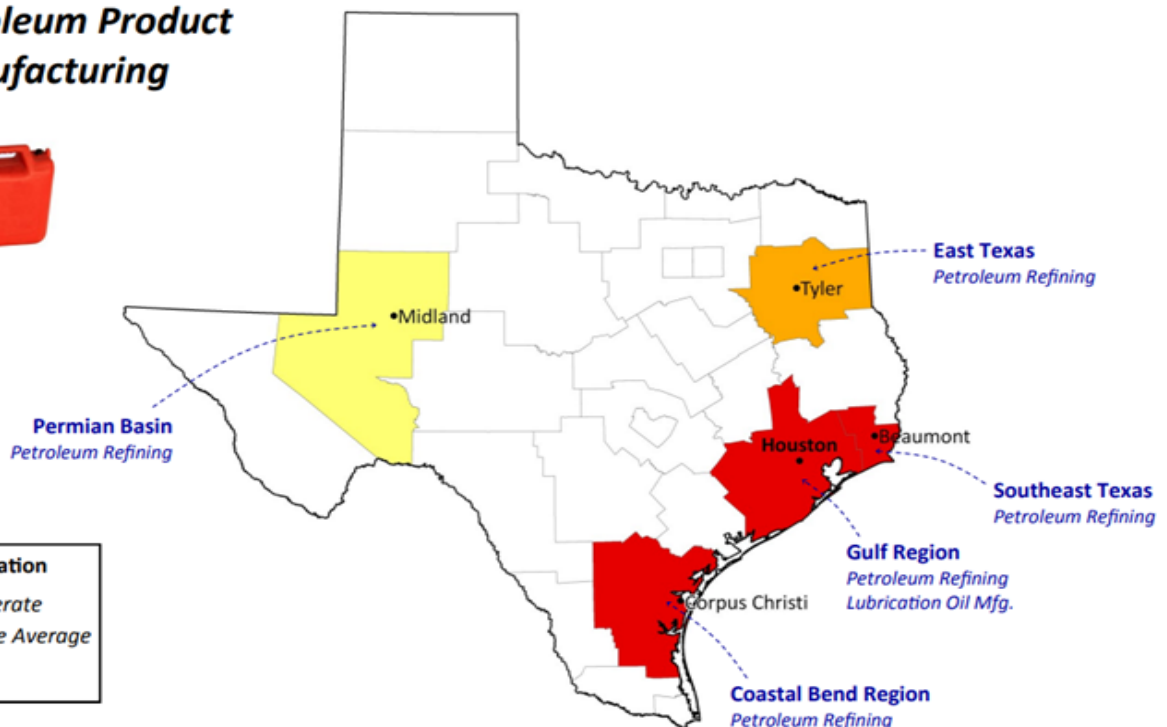 oleum Product
ufacturing
East Texas
Petroleum Refining
Tyler
Midland
Permian Basin
Petroleum Refining
Houston
Beaumont
Southeast Texas
Petroleum Refining
Gulf Region
Petroleum Refining
Lubrication Oil Mfg.
ation
erate
e Average
Corpus Christi
Coastal Bend Region
Petroleum Refining